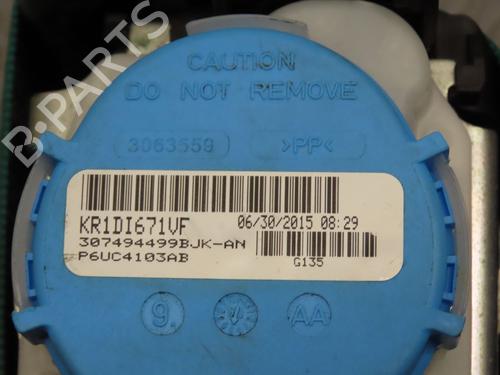 CAUTION
DO NOT REMOVE
3063559
>PP<
KR1DI671VF
06/30/2015 08:29
307494499BJK-AN
P6UC4103AB
G135
9
AA
B-PARTS